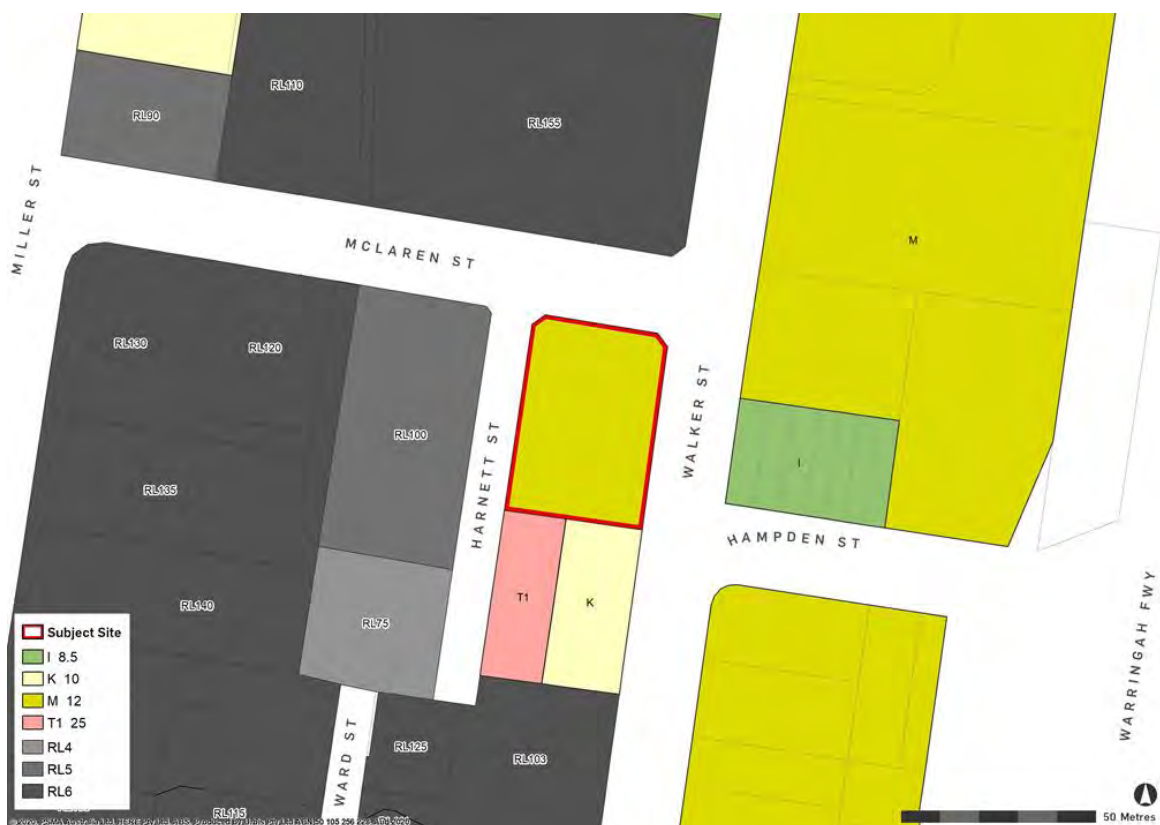 RL90
RL110
RL155
M
MILLER ST
MCLAREN ST
RL130
RL120
RL100
HARNETT ST
WALKER ST
I
RL135
HAMPDEN ST
T1
K
RL140
RL75
WARD ST
RL125
RL103
WARRINGAH FWY
RL115
Subject Site
I 8.5
K 10
M 12
T1 25
RL4
RL5
RL6
50 Metres